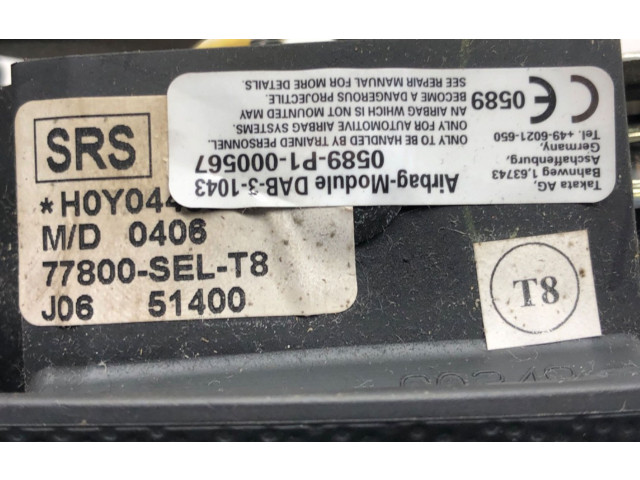 SRS
*H0Y044
M/D 0406
77800-SEL-T8
J06 51400
Airbag-Module DAB-3-1043
0589-P1-000567
ONLY TO BE HANDLED
BY TRAINED PERSONNEL.
ONLY FOR AUTOMOTIVE AIRBAG SYSTEMS.
AN AIRBAG WHICH IS NOT MOUNTED MAY
BECOME A DANGEROUS PROJECTILE.
SEE REPAIR MANUAL FOR MORE DETAILS.
CE 0589
Takata AG,
Bahnweg 1,63743
Aschaffenburg,
Germany,
Tel. +49-6021-650
T8